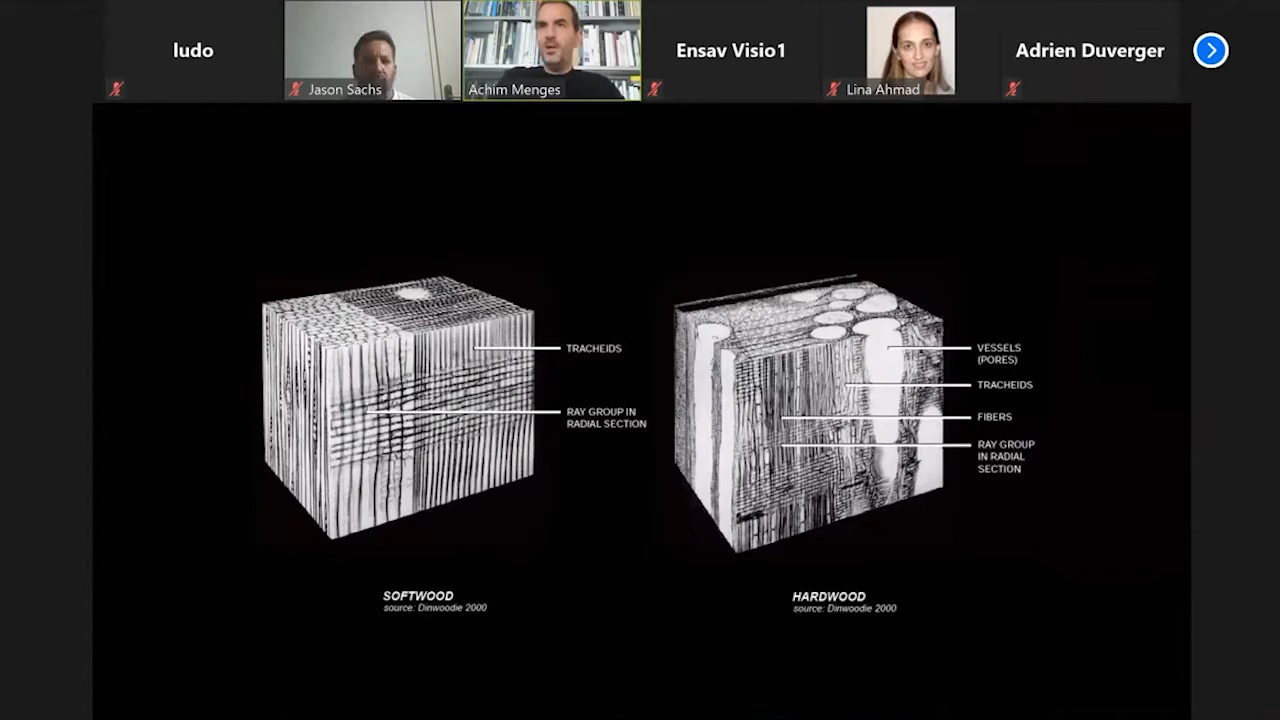 ludo
Jason Sachs
Achim Menges
Ensav Visio1
Lina Ahmad
Adrien Duverger
TRACHEIDS
RAY GROUP IN
RADIAL SECTION
SOFTWOOD
source: Dinwoodie 2000
VESSELS
(PORES)
TRACHEIDS
FIBERS
RAY GROUP
IN RADIAL
SECTION
HARDWOOD
source: Dinwoodie 2000